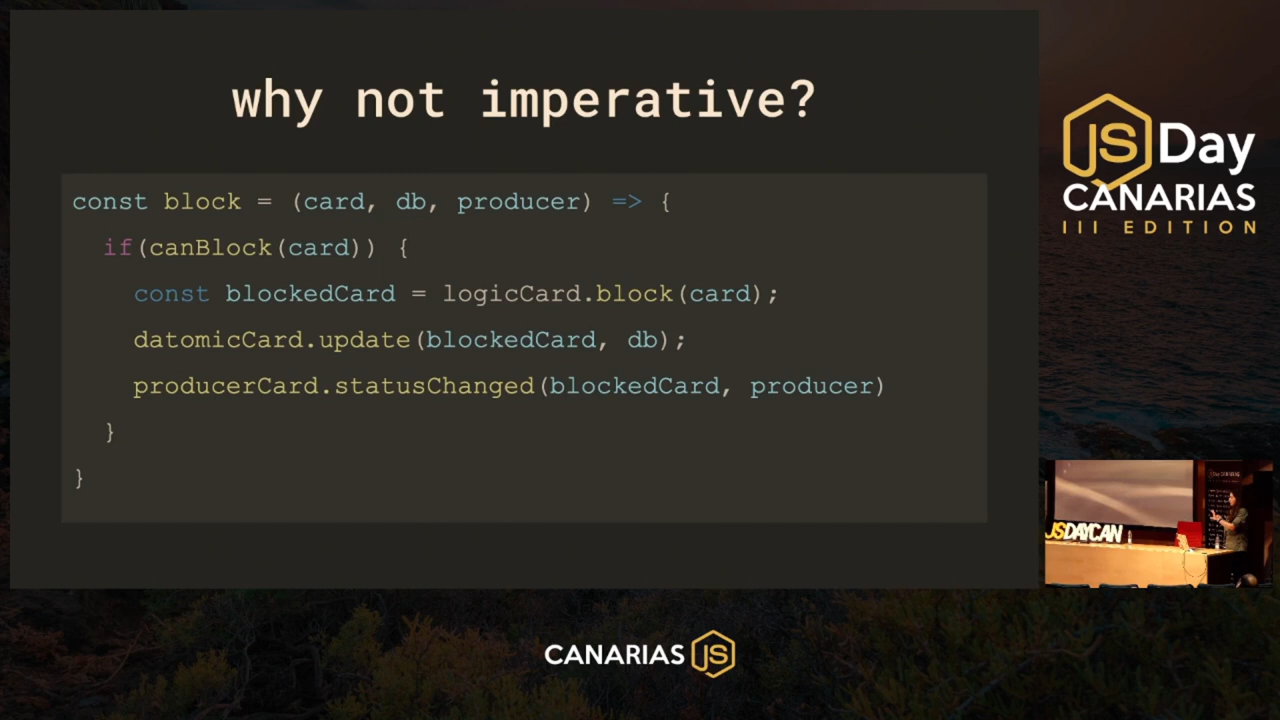 why not imperative?
const block = (card, db, producer) => {
if(canBlock(card)) {
const blockedCard = logicCard.block(card);
datomicCard.update(blockedCard, db);
producerCard.statusChanged(blockedCard, producer)
}
}
JS Day
CANARIAS
III EDITION
JSDAYCAN
CANARIAS JS